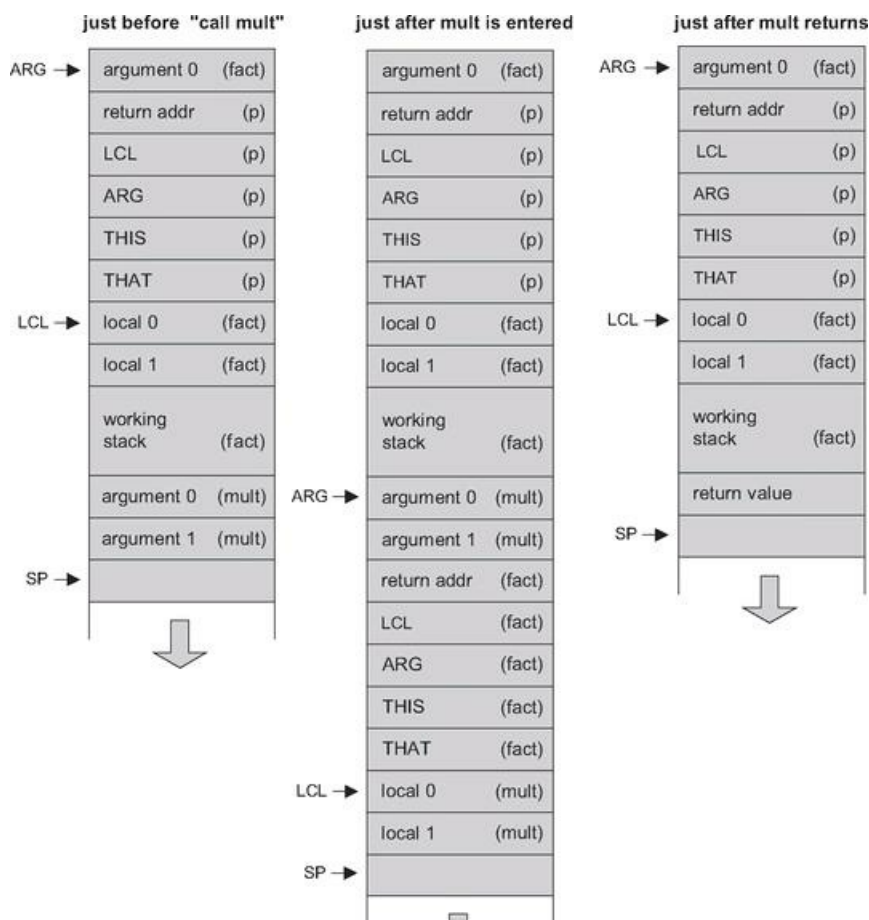 just before "call mult"
ARG
argument 0 (fact)
return addr (p)
LCL (p)
ARG (p)
THIS (p)
THAT (p)
LCL
local 0 (fact)
local 1 (fact)
working
stack (fact)
argument 0 (mult)
argument 1 (mult)
SP
just after mult is entered
argument 0 (fact)
return addr (p)
LCL (p)
ARG (p)
THIS (p)
THAT (p)
local 0 (fact)
local 1 (fact)
working
stack (fact)
ARG
argument 0 (mult)
argument 1 (mult)
return addr (fact)
LCL (fact)
ARG (fact)
THIS (fact)
THAT (fact)
LCL
local 0 (mult)
local 1 (mult)
SP
just after mult returns
ARG
argument 0 (fact)
return addr (p)
LCL (p)
ARG (p)
THIS (p)
THAT (p)
LCL
local 0 (fact)
local 1 (fact)
working
stack (fact)
return value
SP